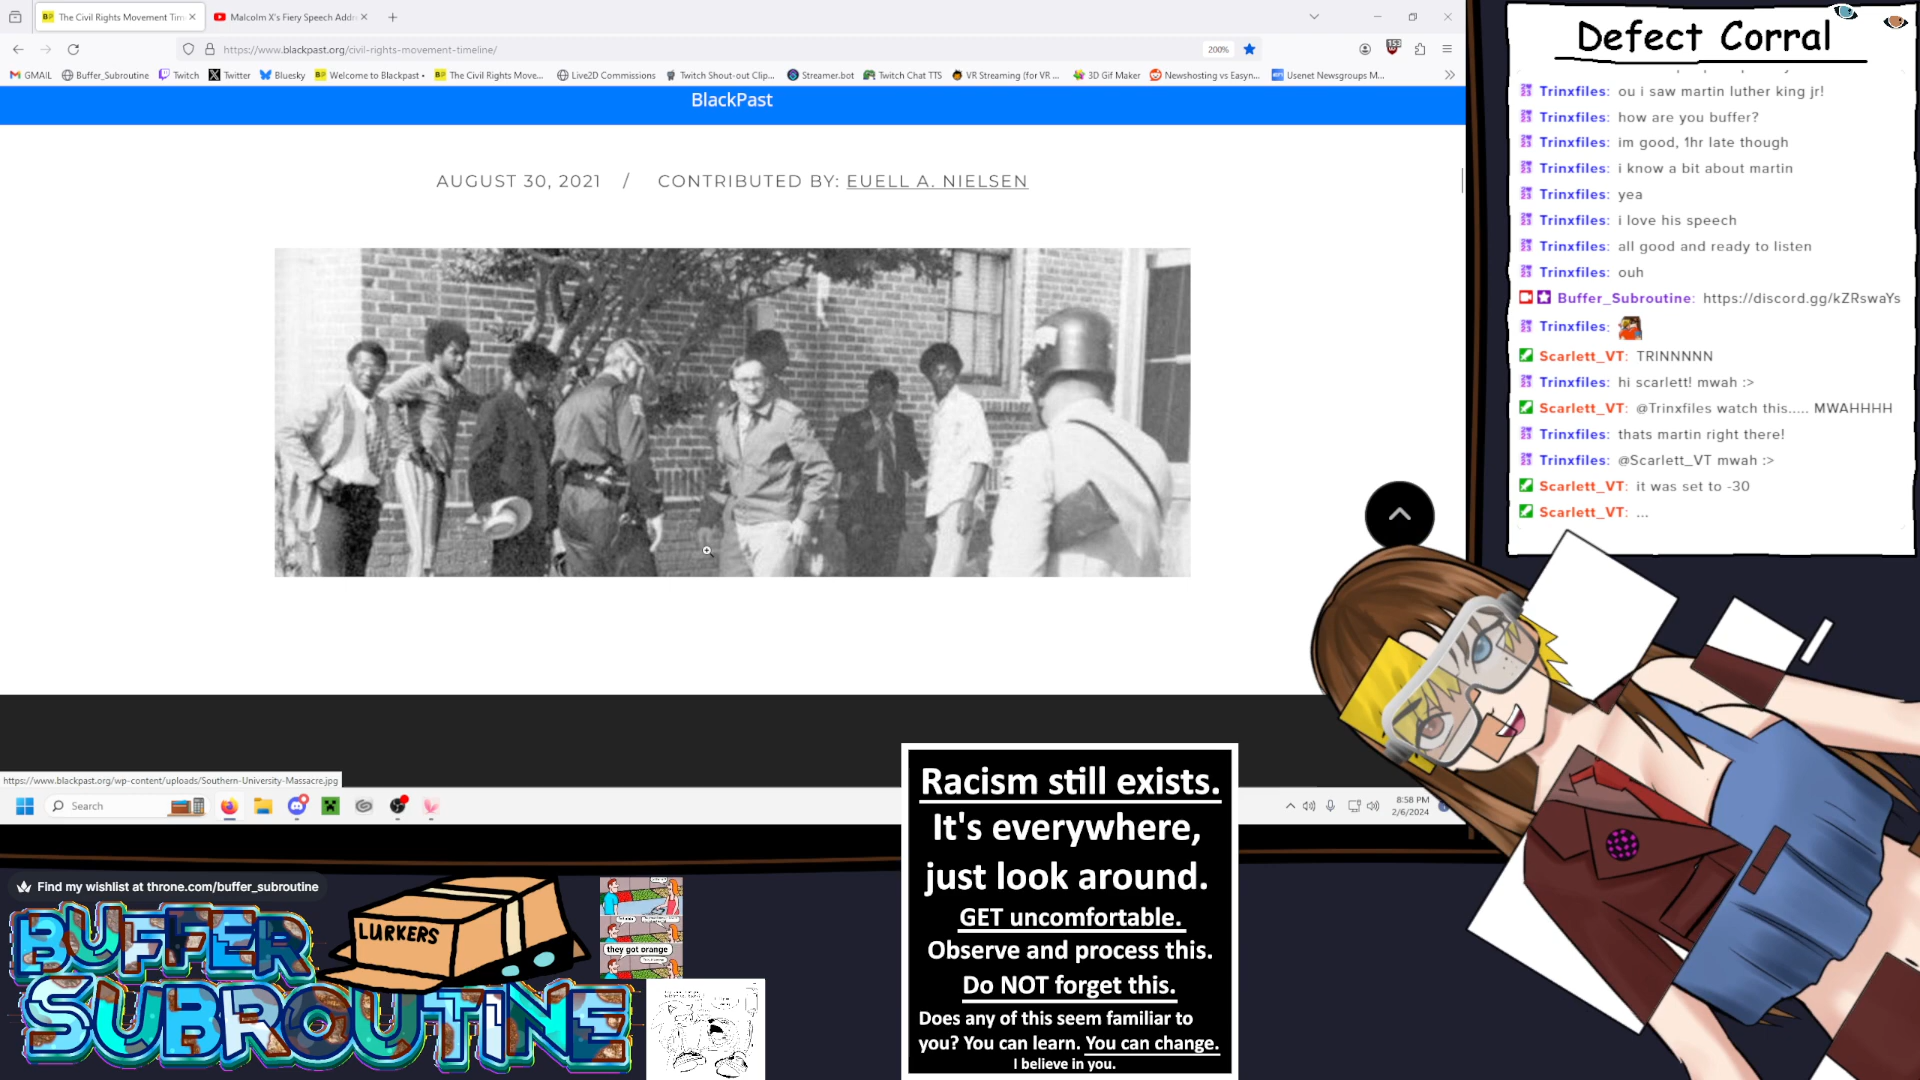 The Civil Rights Movement Tim
Malcolm X's Fiery Speech Addr
https://www.blackpast.org/civil-rights-movement-timeline/
200%
GMAIL
Buffer_Subroutine
Twitch
Twitter
Bluesky
Welcome to Blackpast •
The Civil Rights Move...
Live2D Commissions
Twitch Shout-out Clip...
Streamer.bot
Twitch Chat TTS
VR Streaming (for VR ...
3D Gif Maker
Newshosting vs Easyn...
Usenet Newsgroups M...
BlackPast
AUGUST 30, 2021 / CONTRIBUTED BY: EUELL A. NIELSEN
https://www.blackpast.org/wp-content/uploads/Southern-University-Massacre.jpg
Search
8:58 PM
2/6/2024
Defect Corral
Trinxfiles: ou i saw martin luther king jr!
Trinxfiles: how are you buffer?
Trinxfiles: im good, 1hr late though
Trinxfiles: i know a bit about martin
Trinxfiles: yea
Trinxfiles: i love his speech
Trinxfiles: all good and ready to listen
Trinxfiles: ouh
Buffer_Subroutine: https://discord.gg/kZRswaYs
Trinxfiles:
Scarlett_VT: TRINNNNN
Trinxfiles: hi scarlett! mwah :>
Scarlett_VT: @Trinxfiles watch this..... MWAHHHH
Trinxfiles: thats martin right there!
Trinxfiles: @Scarlett_VT mwah :>
Scarlett_VT: it was set to -30
Scarlett_VT: ...
Find my wishlist at throne.com/buffer_subroutine
BUFFER
SUBROUTINE
LURKERS
they got orange
Racism still exists.
It's everywhere,
just look around.
GET uncomfortable.
Observe and process this.
Do NOT forget this.
Does any of this seem familiar to
you? You can learn. You can change.
I believe in you.